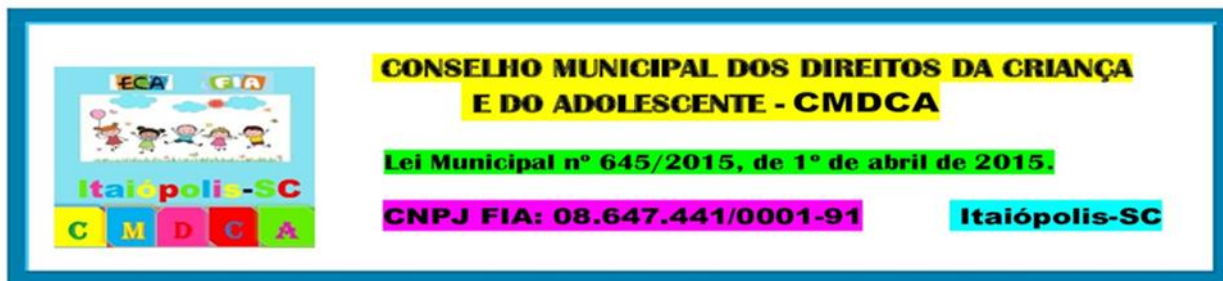 ECA FIA
Itaiópolis-SC
C M D C A
CONSELHO MUNICIPAL DOS DIREITOS DA CRIANÇA
E DO ADOLESCENTE - CMDCA
Lei Municipal nº 645/2015, de 1º de abril de 2015.
CNPJ FIA: 08.647.441/0001-91 Itaiópolis-SC